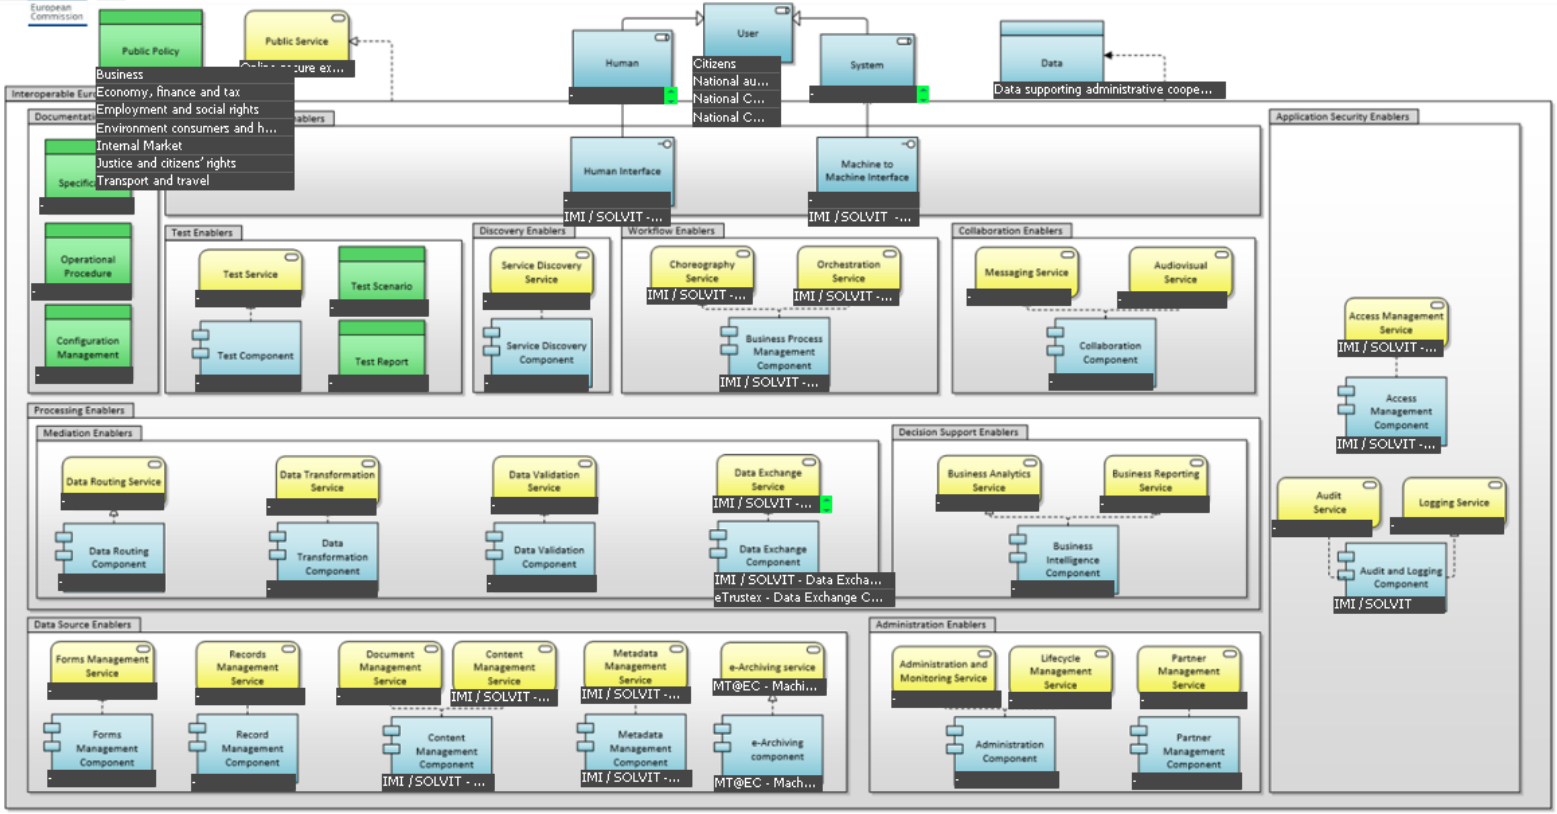 European
Commission
Public Policy
Business
Economy, finance and tax
Employment and social rights
Environment consumers and h...
Internal Market
Justice and citizens' rights
Transport and travel
Public Service
Human
User
Citizens
National au...
National C...
National C...
System
Data
Data supporting administrative coope...
Interoperable Eur
Documentati
ablers
Human Interface
IMI / SOLVIT -...
Machine to
Machine Interface
IMI / SOLVIT -...
Application Security Enablers
Specifica
Operational
Procedure
Configuration
Management
Test Enablers
Test Service
Test Scenario
Test Component
Test Report
Discovery Enablers
Service Discovery
Service
Service Discovery
Component
Workflow Enablers
Choreography
Service
IMI / SOLVIT -...
Orchestration
Service
IMI / SOLVIT -...
Business Process
Management
Component
IMI / SOLVIT -...
Collaboration Enablers
Messaging Service
Audiovisual
Service
Collaboration
Component
Access Management
Service
IMI / SOLVIT -...
Access
Management
Component
IMI / SOLVIT -...
Audit
Service
Logging Service
Audit and Logging
Component
IMI / SOLVIT
Processing Enablers
Mediation Enablers
Data Routing Service
Data Routing
Component
Data Transformation
Service
Data
Transformation
Component
Data Validation
Service
Data Validation
Component
Data Exchange
Service
IMI / SOLVIT -...
Data Exchange
Component
IMI / SOLVIT - Data Excha...
eTrustex - Data Exchange C...
Decision Support Enablers
Business Analytics
Service
Business Reporting
Service
Business
Intelligence
Component
Data Source Enablers
Forms Management
Service
Forms
Management
Component
Records
Management
Service
Record
Management
Component
Document
Management
Service
Content
Management
Service
IMI / SOLVIT -...
Content
Management
Component
IMI / SOLVIT - ...
Metadata
Management
Service
IMI / SOLVIT -...
Metadata
Management
Component
IMI / SOLVIT -...
e-Archiving service
MT@EC - Machi...
e-Archiving
component
MT@EC - Mach...
Administration Enablers
Administration and
Monitoring Service
Lifecycle
Management
Service
Partner
Management
Service
Administration
Component
Partner
Management
Component